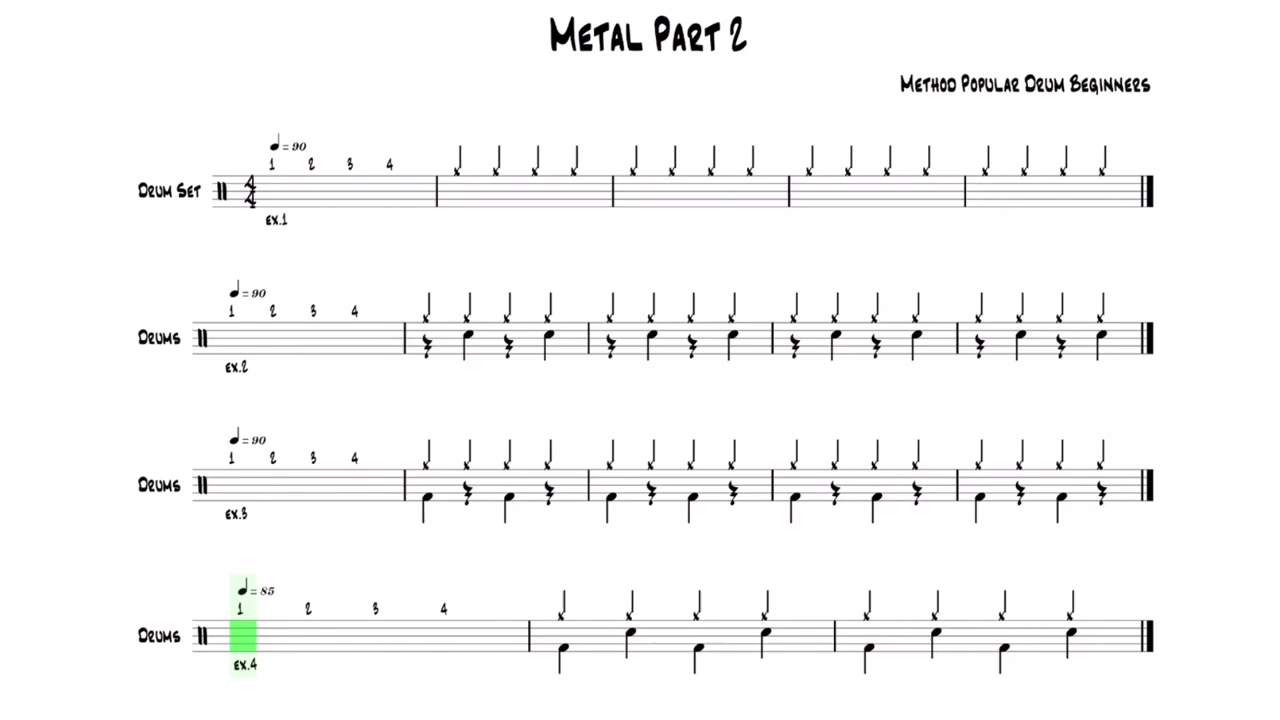 METAL PART 2
METHOD POPULAR DRUM BEGINNERS
= 90
1 2 3 4
DRUM SET
4
4
EX.1
= 90
1 2 3 4
DRUMS
EX.2
= 90
1 2 3 4
DRUMS
EX.3
= 85
1 2 3 4
DRUMS
EX.4